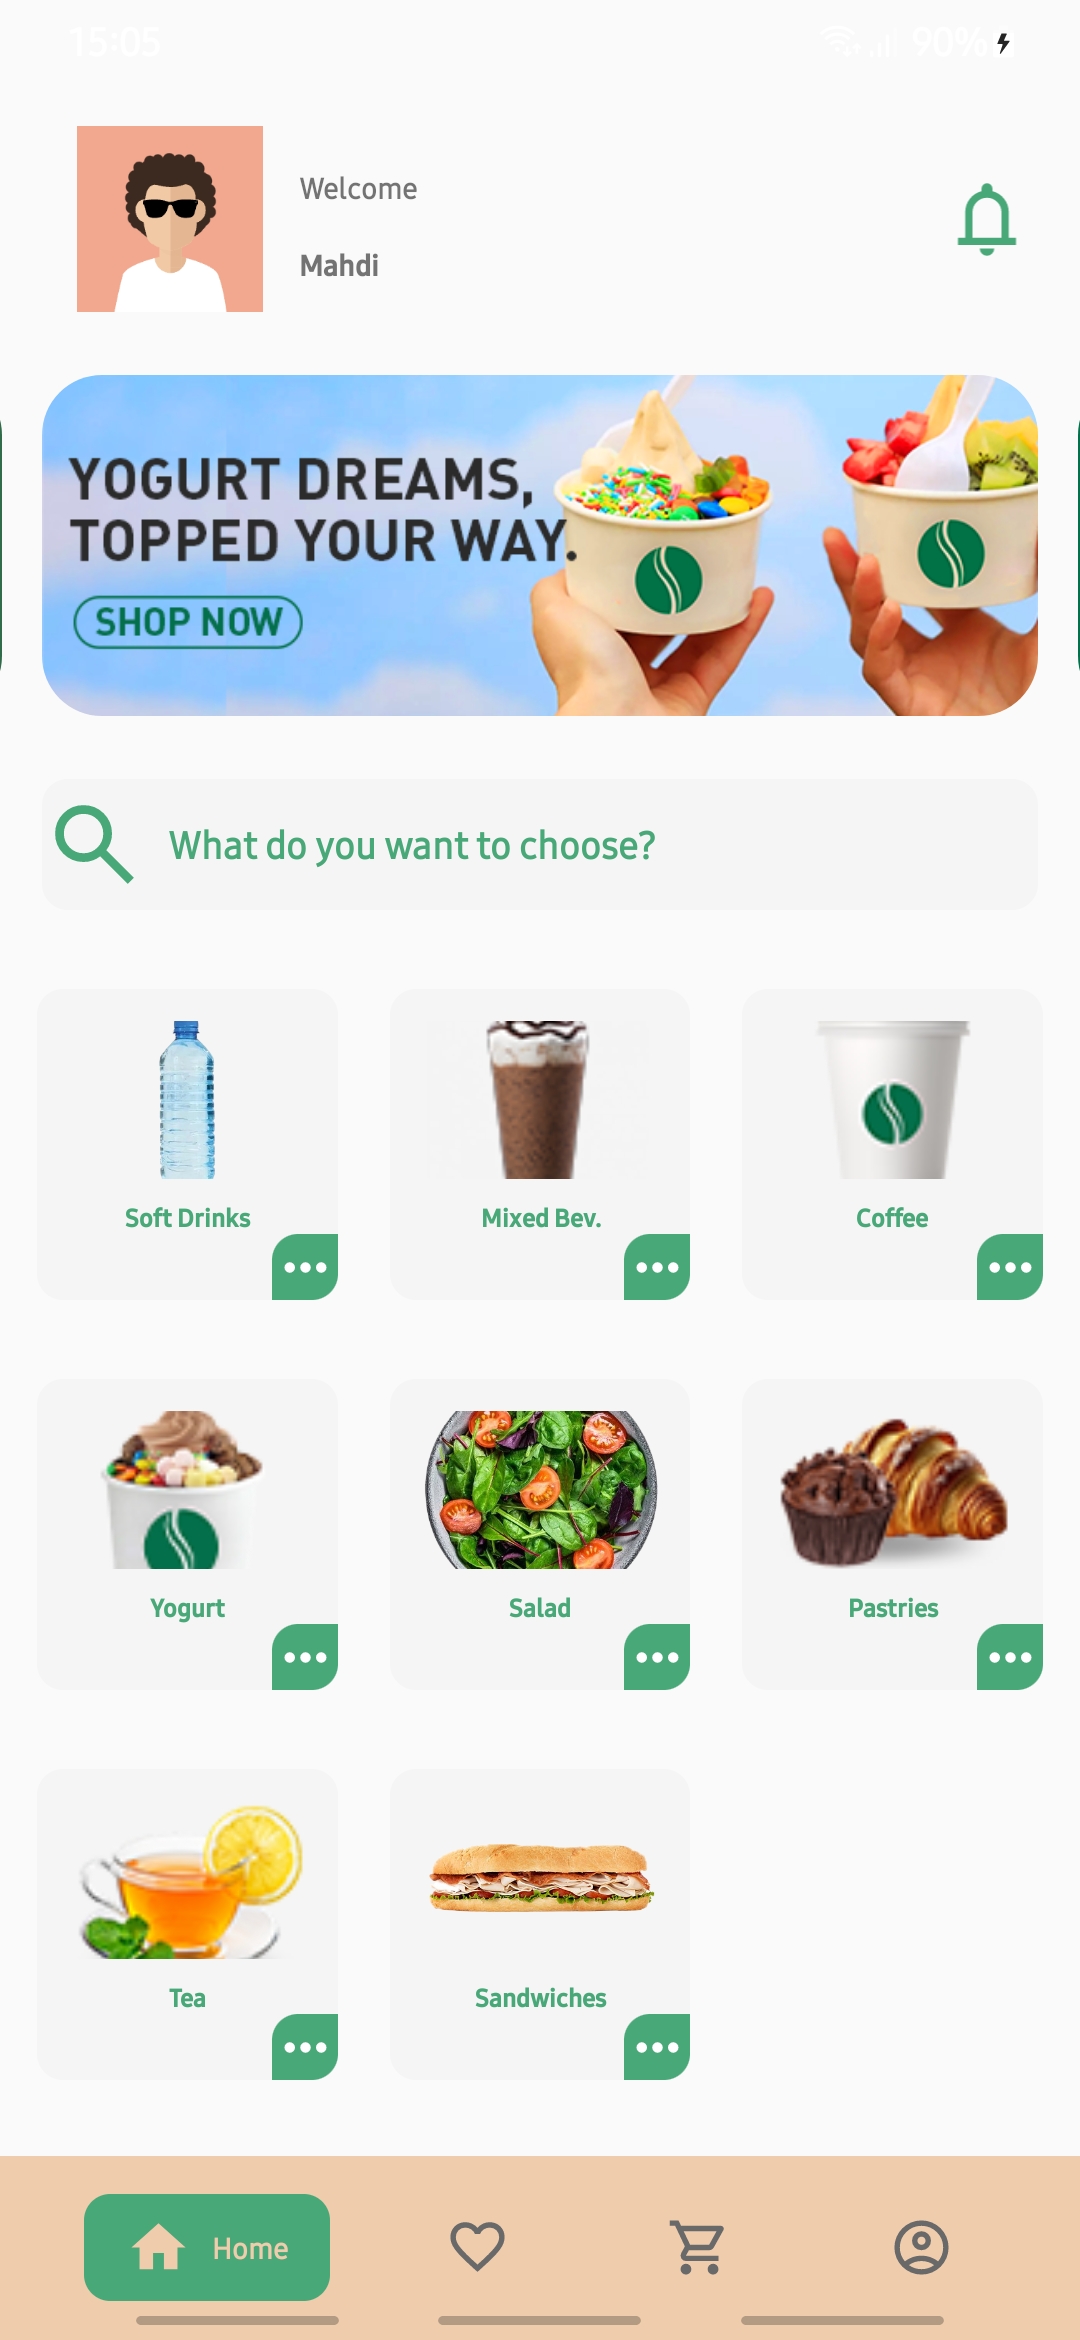 15:05
90%
Welcome
Mahdi
YOGURT DREAMS,
TOPPED YOUR WAY.
SHOP NOW
What do you want to choose?
Soft Drinks
Mixed Bev.
Coffee
Yogurt
Salad
Pastries
Tea
Sandwiches
Home